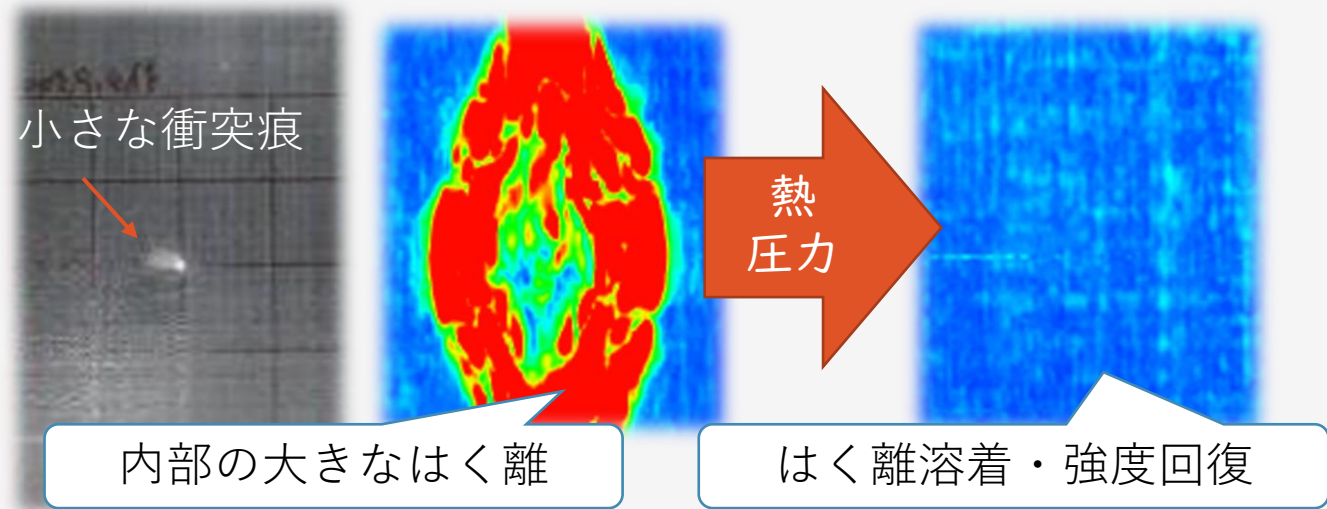 小さな衝突痕
熱
圧力
内部の大きなはく離
はく離溶着・強度回復